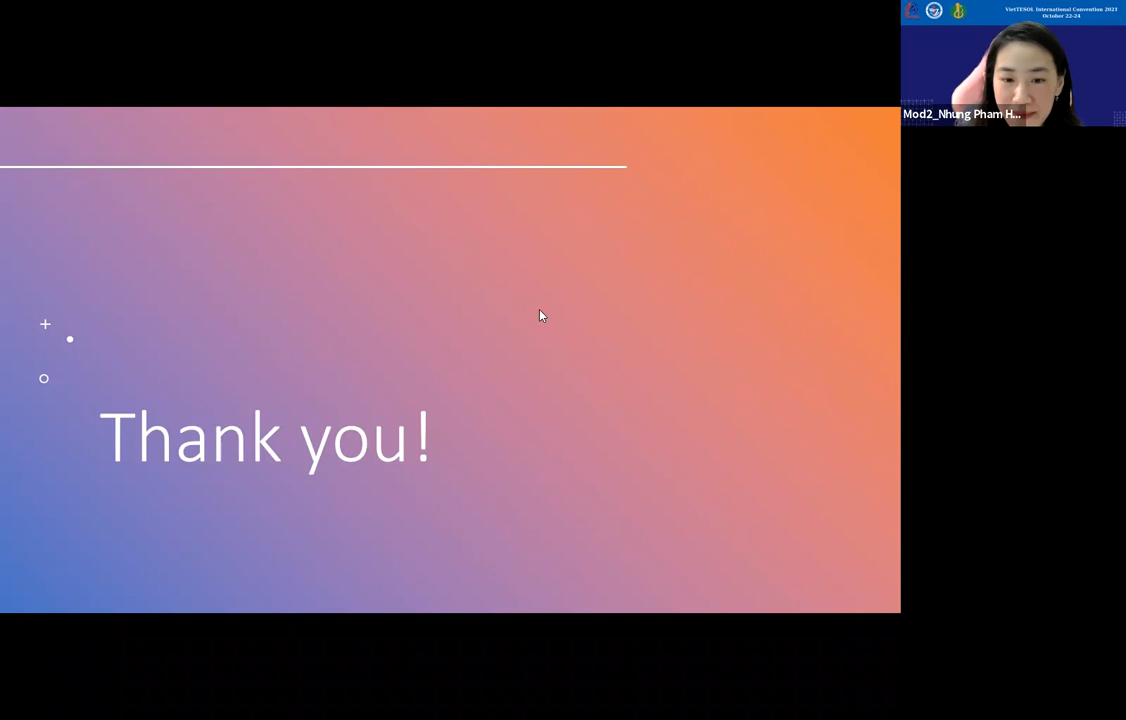 VietTESOL International Convention 2021
October 22-24
Mod2_Nhung Pham H...
Thank you!